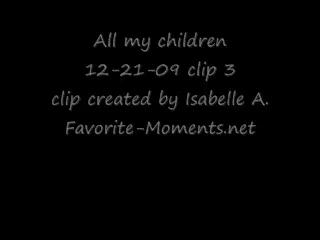 All my children
12-21-09 clip 3
clip created by Isabelle A.
Favorite-Moments.net